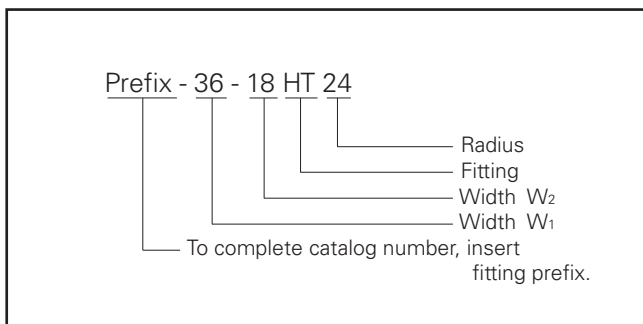 Prefix - 36 - 18 HT 24
Radius
Fitting
Width W₂
Width W₁
To complete catalog number, insert
fitting prefix.